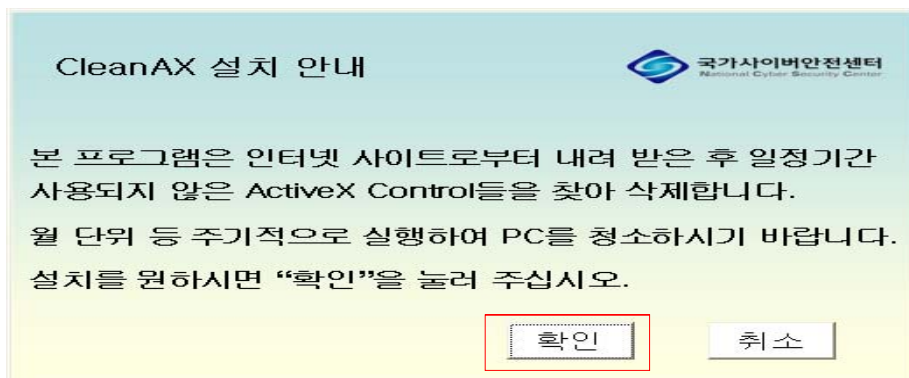 CleanAX 설치 안내
국가사이버안전센터
National Cyber Security Center
본 프로그램은 인터넷 사이트로부터 내려 받은 후 일정기간
사용되지 않은 ActiveX Control들을 찾아 삭제합니다.
월 단위 등 주기적으로 실행하여 PC를 청소하시기 바랍니다.
설치를 원하시면 “확인”을 눌러 주십시오.
확인
취소